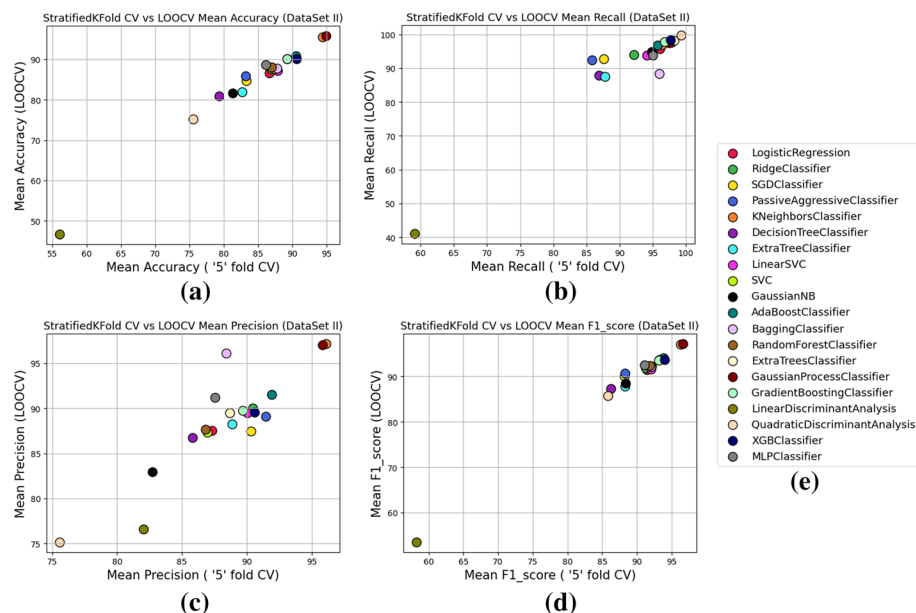 StratifiedKFold CV vs LOOCV Mean Accuracy (DataSet II)
Mean Accuracy (LOOCV)
90
80
70
60
50
55 60 65 70 75 80 85 90 95
Mean Accuracy ( '5' fold CV)
(a)
StratifiedKFold CV vs LOOCV Mean Recall (DataSet II)
Mean Recall (LOOCV)
100
90
80
70
60
50
40
60 65 70 75 80 85 90 95 100
Mean Recall ( '5' fold CV)
(b)
StratifiedKFold CV vs LOOCV Mean Precision (DataSet II)
Mean Precision (LOOCV)
95
90
85
80
75
75 80 85 90 95
Mean Precision ( '5' fold CV)
(c)
StratifiedKFold CV vs LOOCV Mean F1_score (DataSet II)
Mean F1_score (LOOCV)
90
80
70
60
60 65 70 75 80 85 90 95
Mean F1_score ( '5' fold CV)
(d)
LogisticRegression
RidgeClassifier
SGDClassifier
PassiveAggressiveClassifier
KNeighborsClassifier
DecisionTreeClassifier
ExtraTreeClassifier
LinearSVC
SVC
GaussianNB
AdaBoostClassifier
BaggingClassifier
RandomForestClassifier
ExtraTreesClassifier
GaussianProcessClassifier
GradientBoostingClassifier
LinearDiscriminantAnalysis
QuadraticDiscriminantAnalysis
XGBClassifier
MLPClassifier
(e)